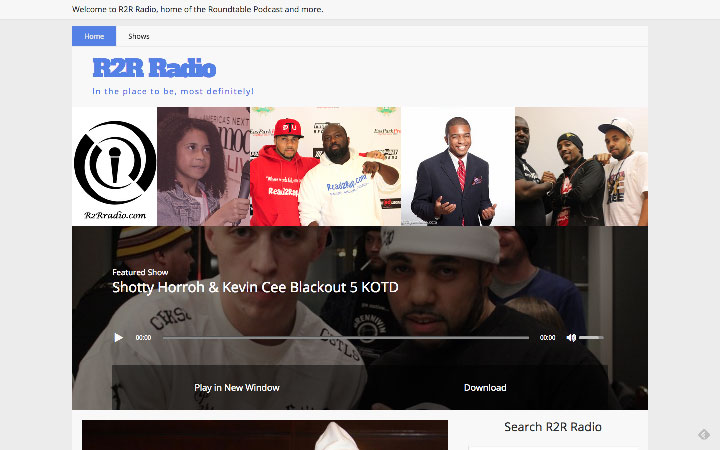 Welcome to R2R Radio, home of the Roundtable Podcast and more.
Home
Shows
R2R Radio
In the place to be, most definitely!
R2Rradio.com
Featured Show
Shotty Horroh & Kevin Cee Blackout 5 KOTD
00:00
00:00
Play in New Window
Download
Search R2R Radio